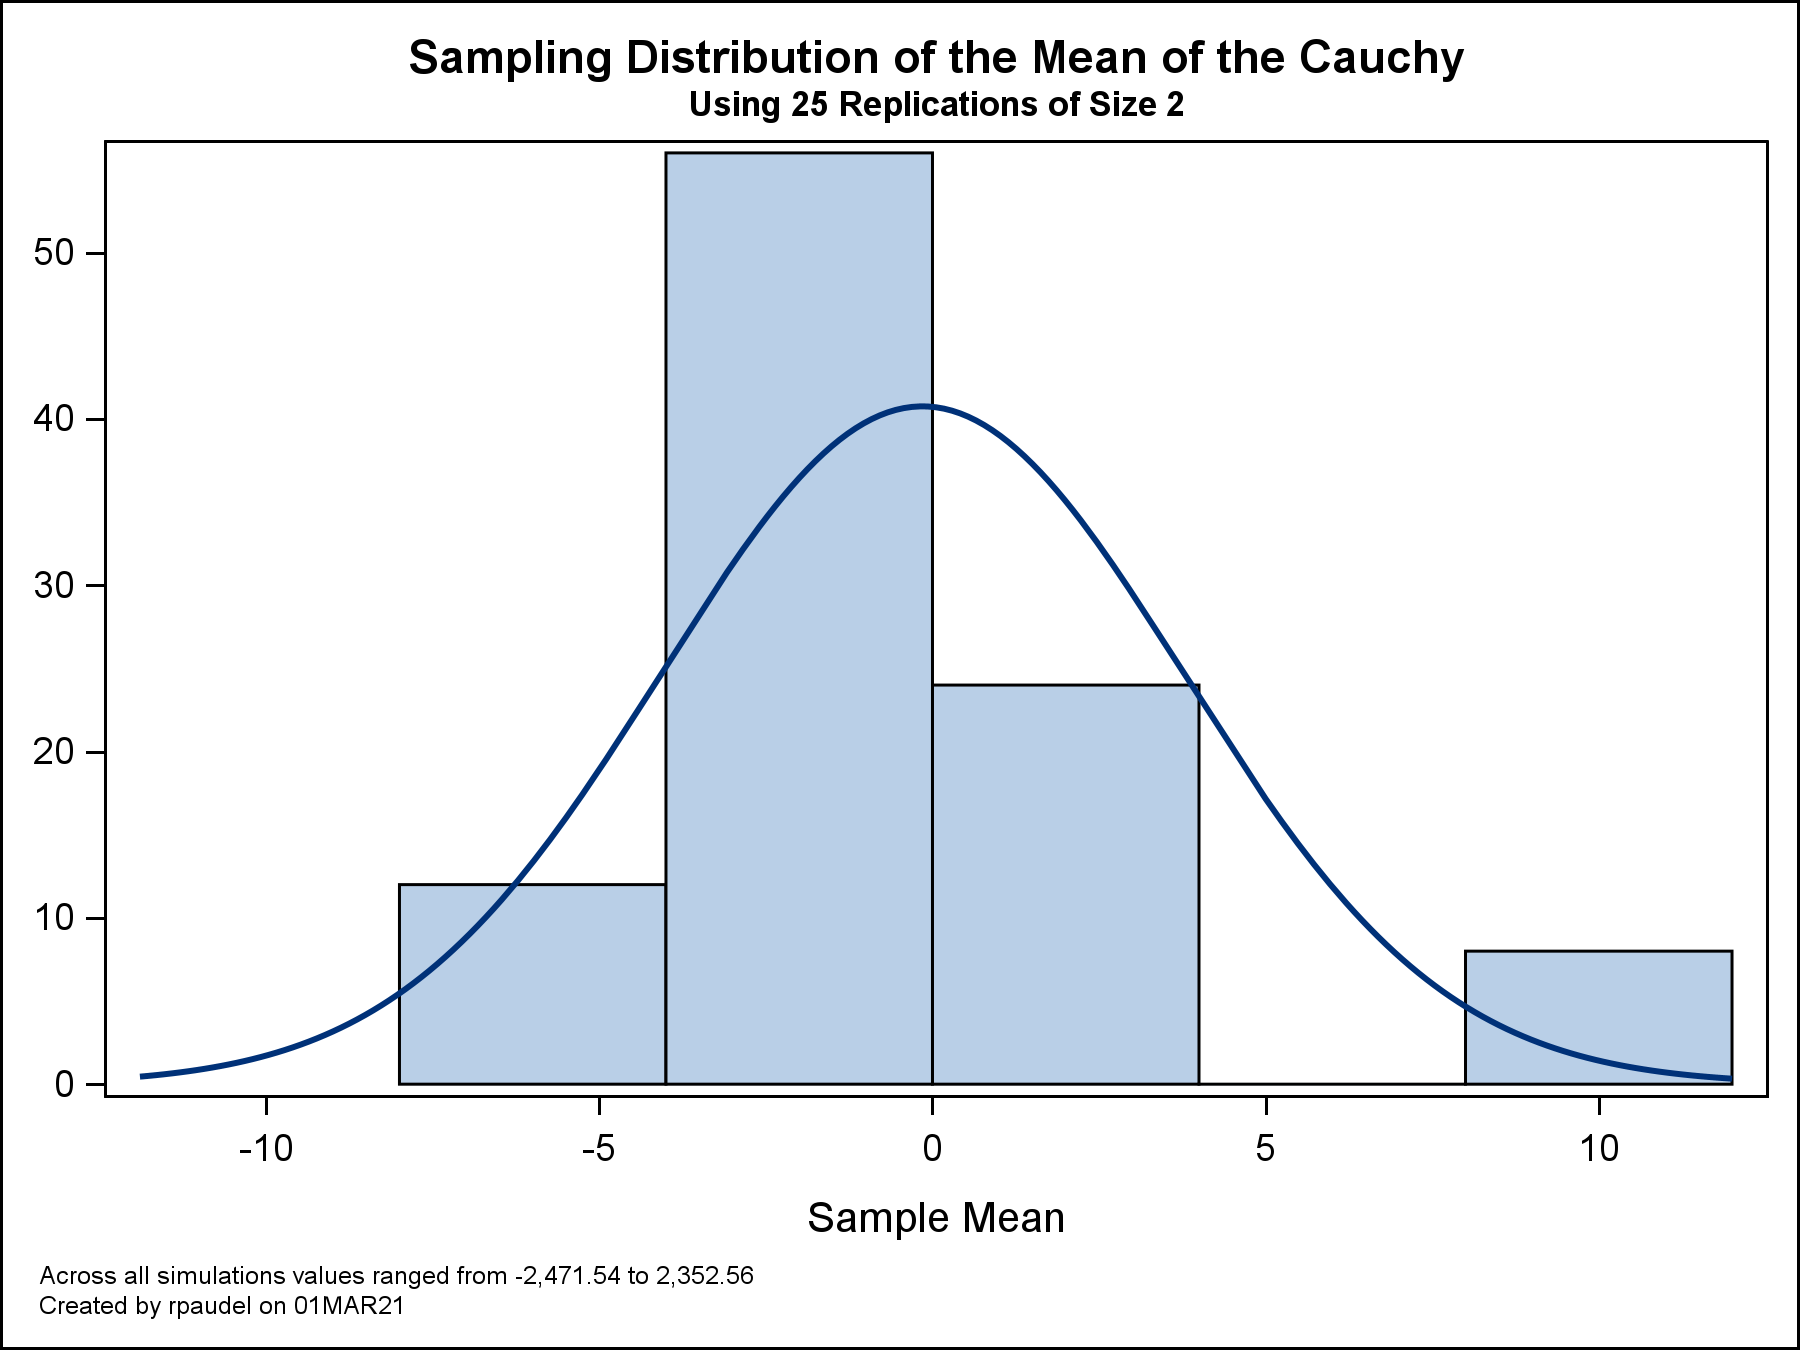 Sampling Distribution of the Mean of the Cauchy
Using 25 Replications of Size 2
50
40
30
20
10
0
-10 -5 0 5 10
Sample Mean
Across all simulations values ranged from -2,471.54 to 2,352.56
Created by rpaudel on 01MAR21